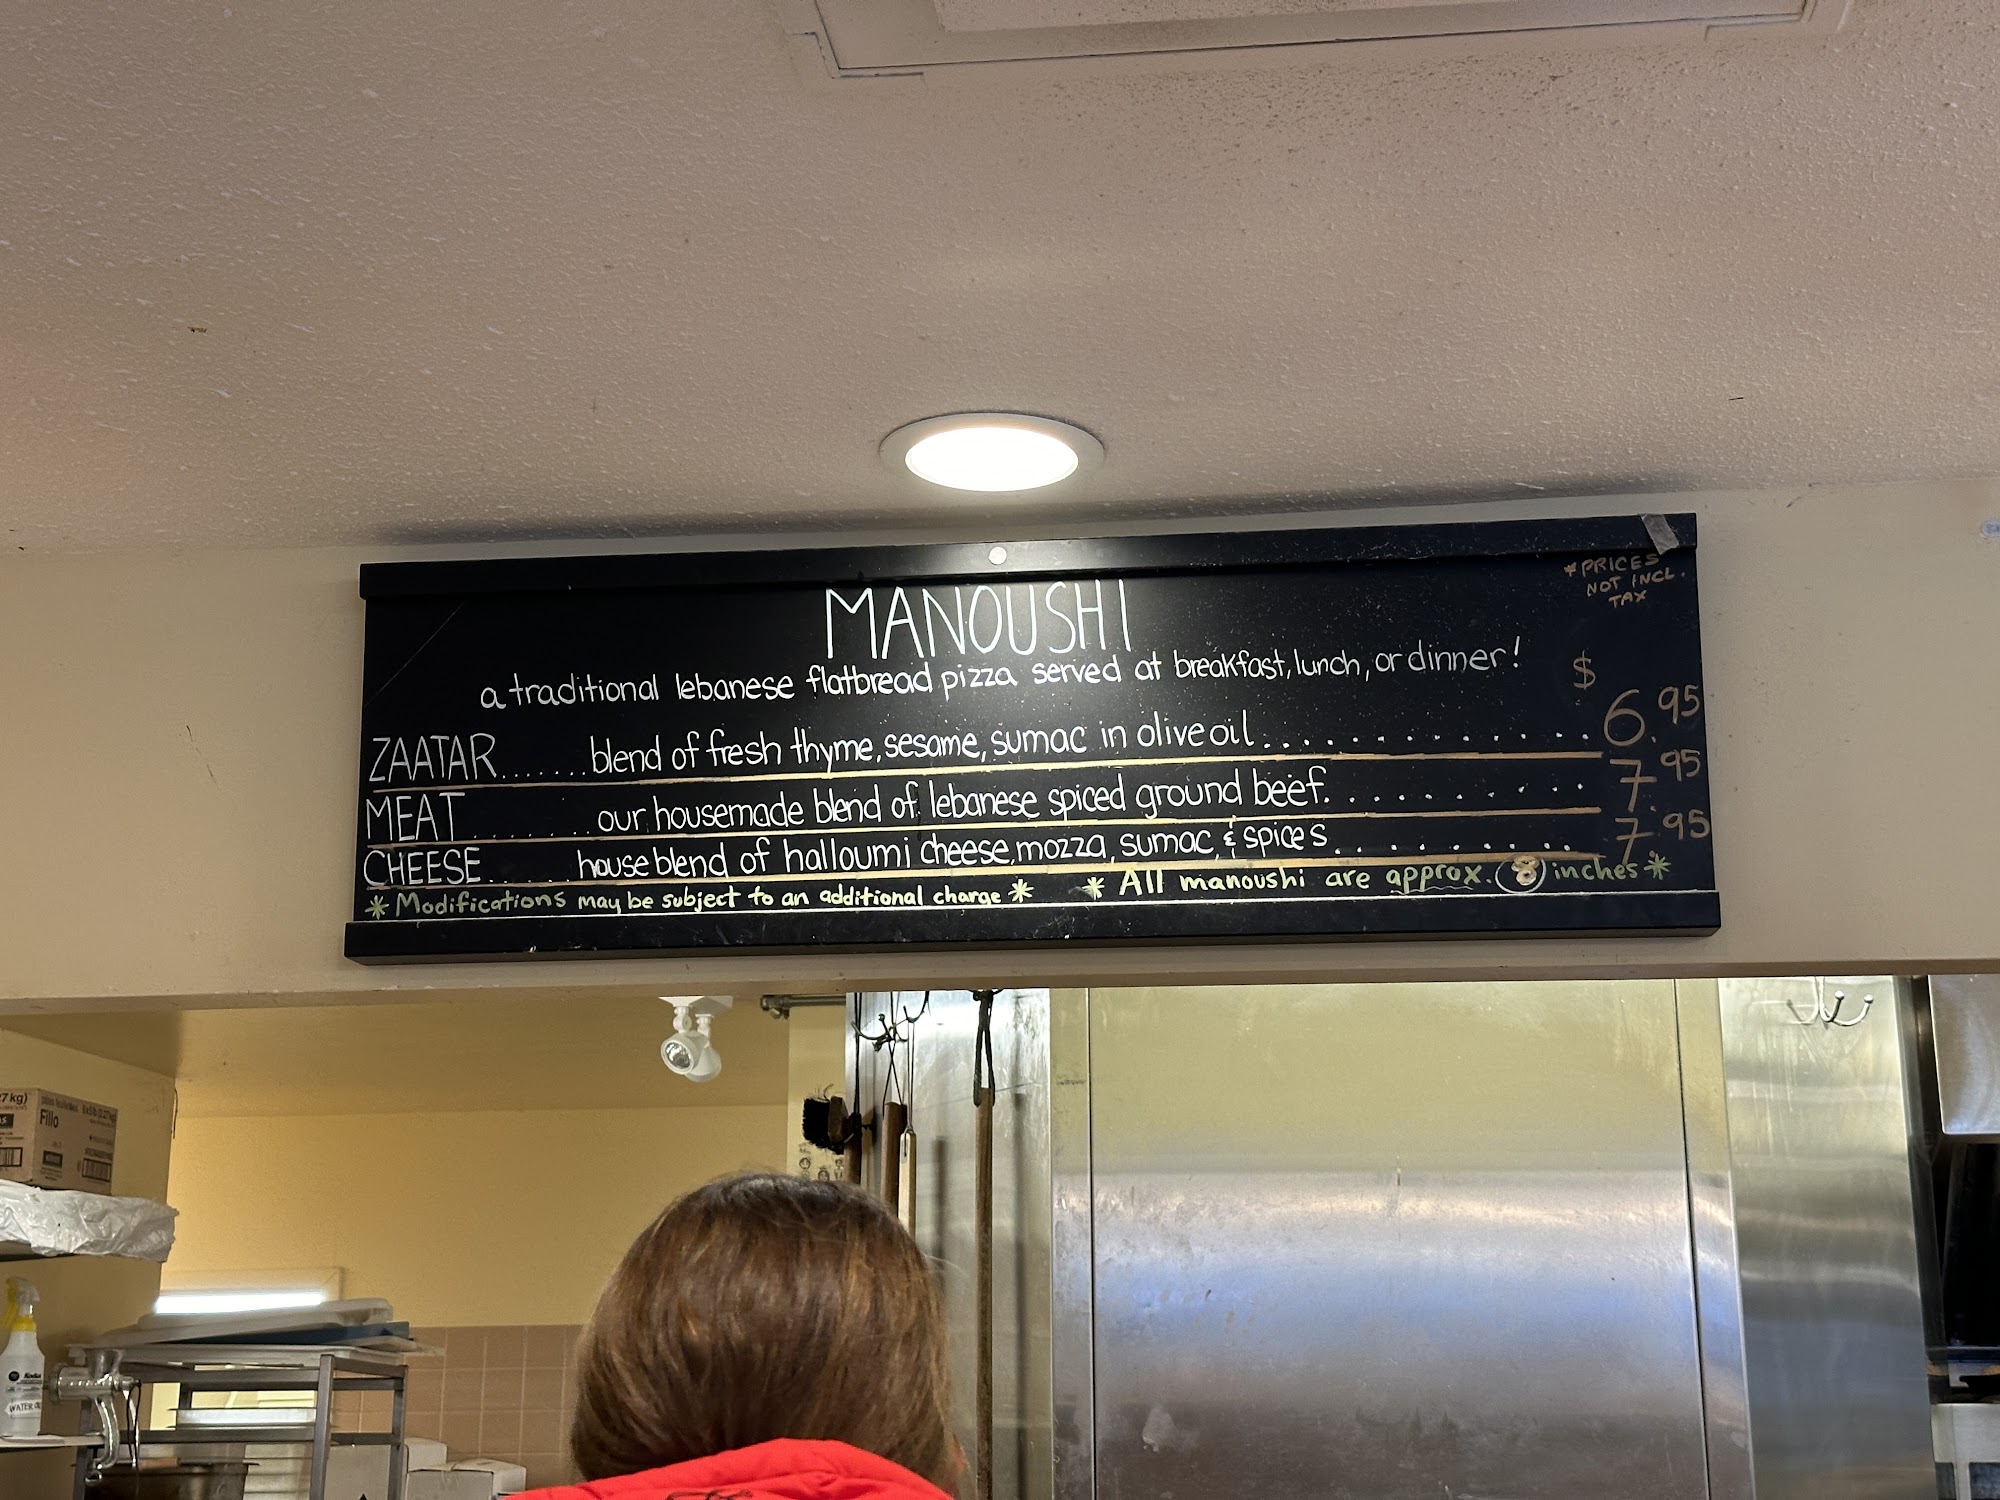 *PRICES
NOT INCL.
TAX
MANOUSHI
a traditional lebanese flatbread pizza served at breakfast, lunch, or dinner!
$
ZAATAR.......blend of fresh thyme, sesame, sumac in olive oil.............6.95
MEAT.........our housemade blend of lebanese spiced ground beef...........7.95
CHEESE.......house blend of halloumi cheese, mozza, sumac, & spices..........7.95
*Modifications may be subject to an additional charge* *All manoushi are approx. 8 inches*
Fillo
WATER